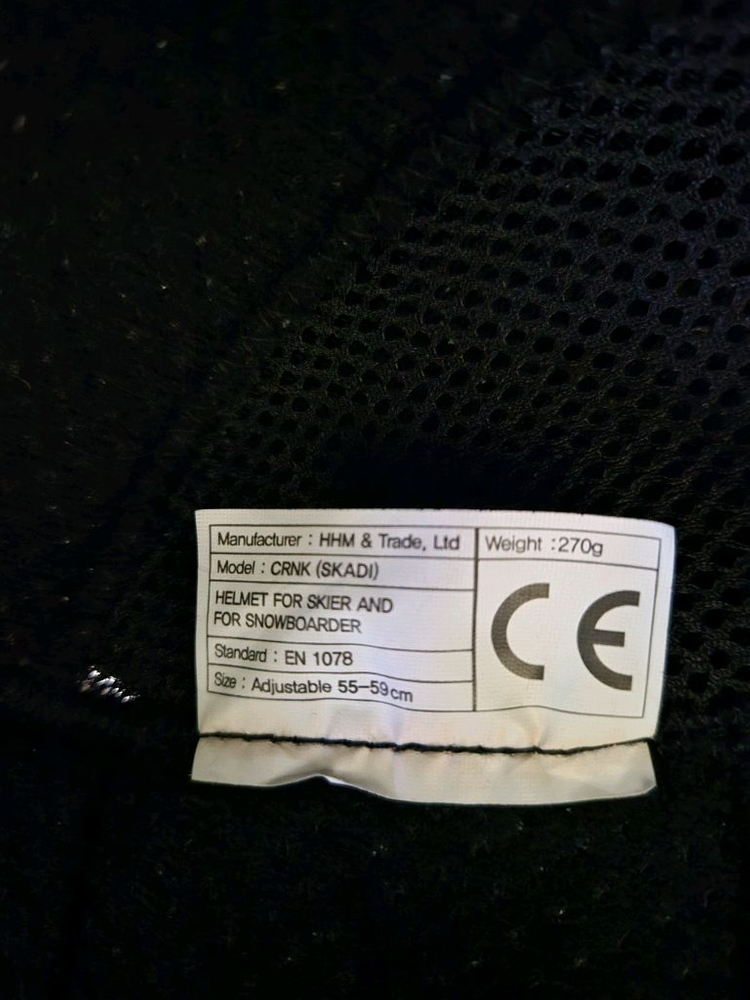 Manufacturer : HHM & Trade, Ltd
Weight :270g
Model : CRNK (SKADI)
HELMET FOR SKIER AND
FOR SNOWBOARDER
Standard : EN 1078
Size : Adjustable 55-59cm
CE